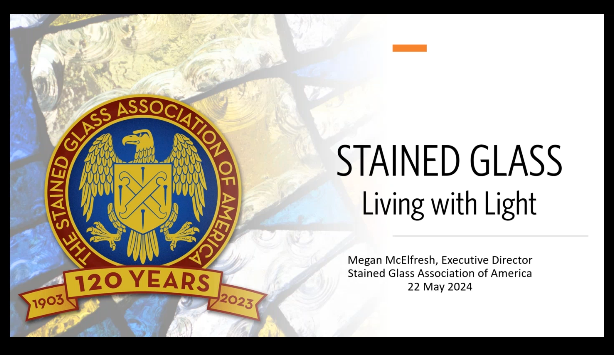 THE STAINED GLASS ASSOCIATION OF AMERICA
120 YEARS
1903
2023
STAINED GLASS
Living with Light
Megan McElfresh, Executive Director
Stained Glass Association of America
22 May 2024